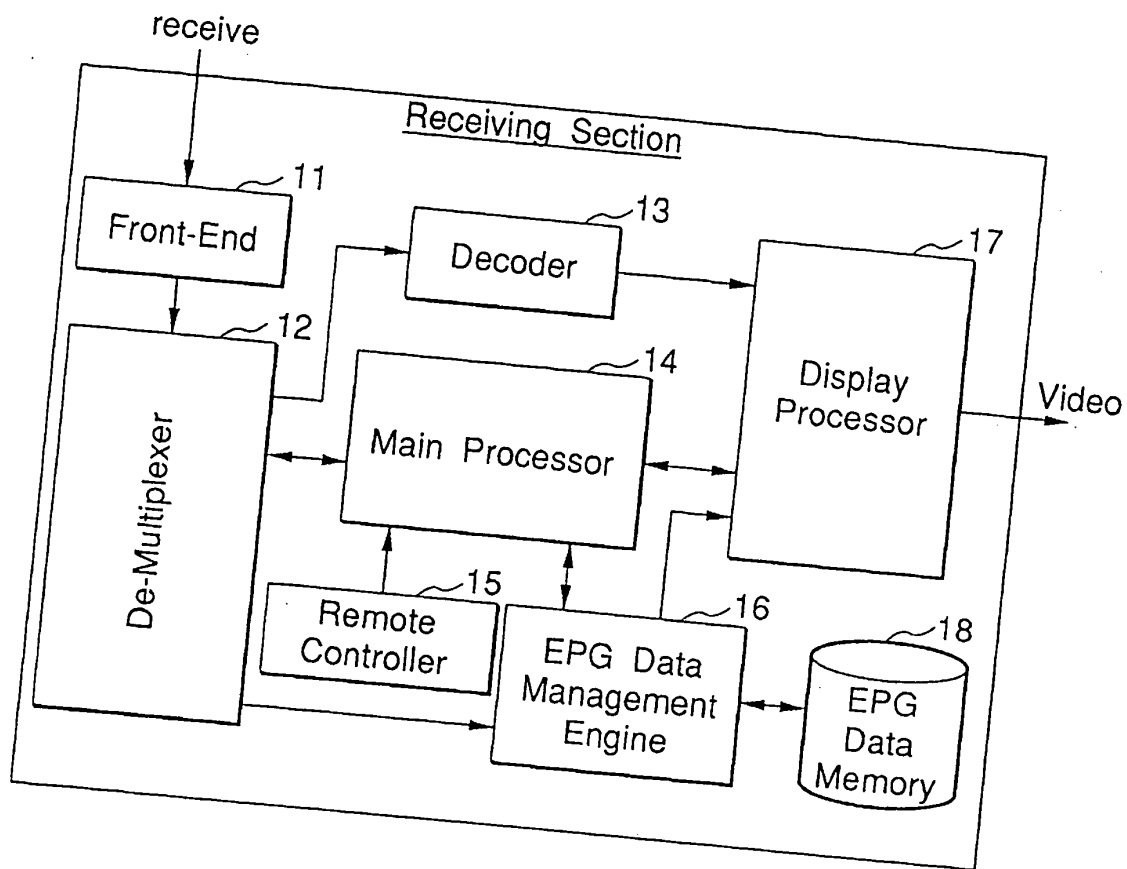 receive
Receiving Section
11
Front-End
13
Decoder
17
12
14
Display
Processor
Video
Main Processor
De-Multiplexer
15
Remote
Controller
16
EPG Data
Management
Engine
18
EPG
Data
Memory